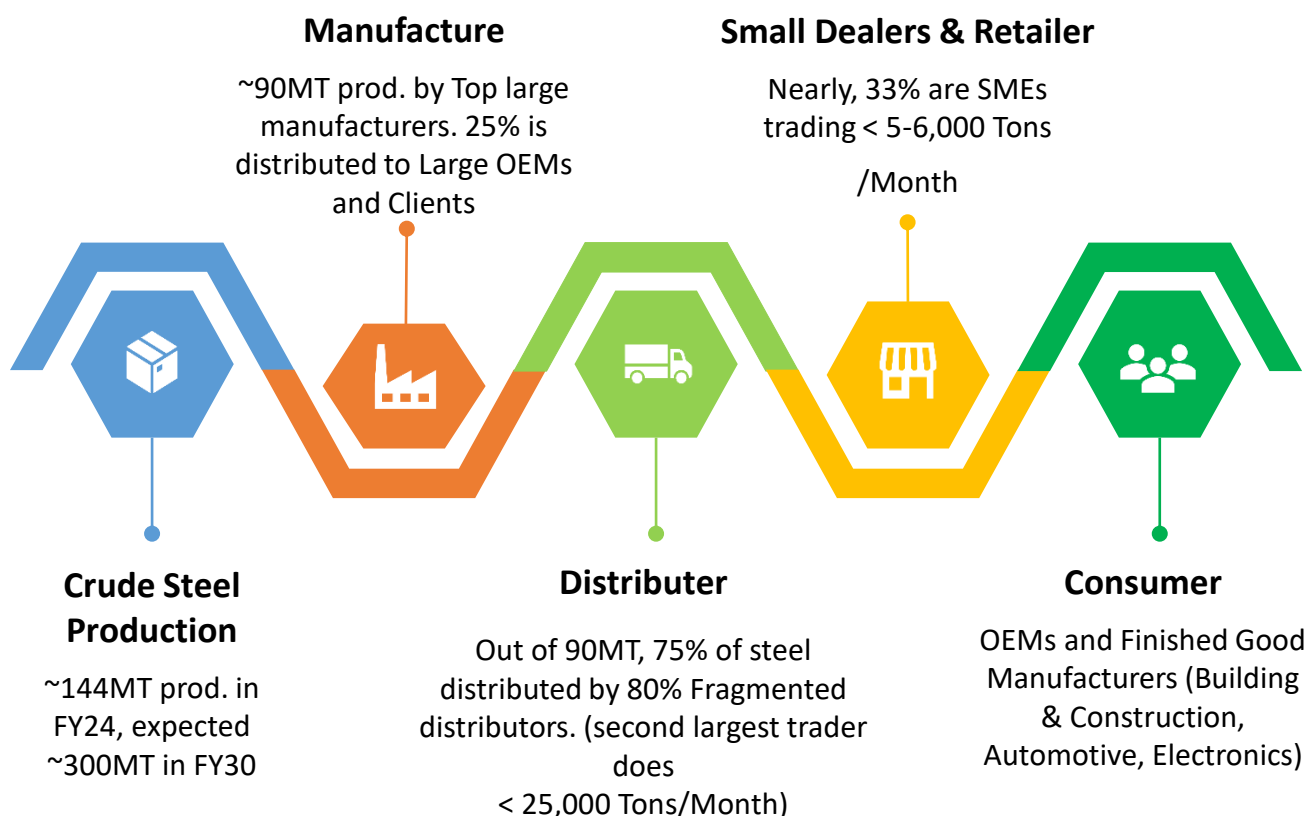 Manufacture
~90MT prod. by Top large
manufacturers. 25% is
distributed to Large OEMs
and Clients
Small Dealers & Retailer
Nearly, 33% are SMEs
trading < 5-6,000 Tons
/Month
Crude Steel
Production
~144MT prod. in
FY24, expected
~300MT in FY30
Distributer
Out of 90MT, 75% of steel
distributed by 80% Fragmented
distributors. (second largest trader
does
< 25,000 Tons/Month)
Consumer
OEMs and Finished Good
Manufacturers (Building
& Construction,
Automotive, Electronics)